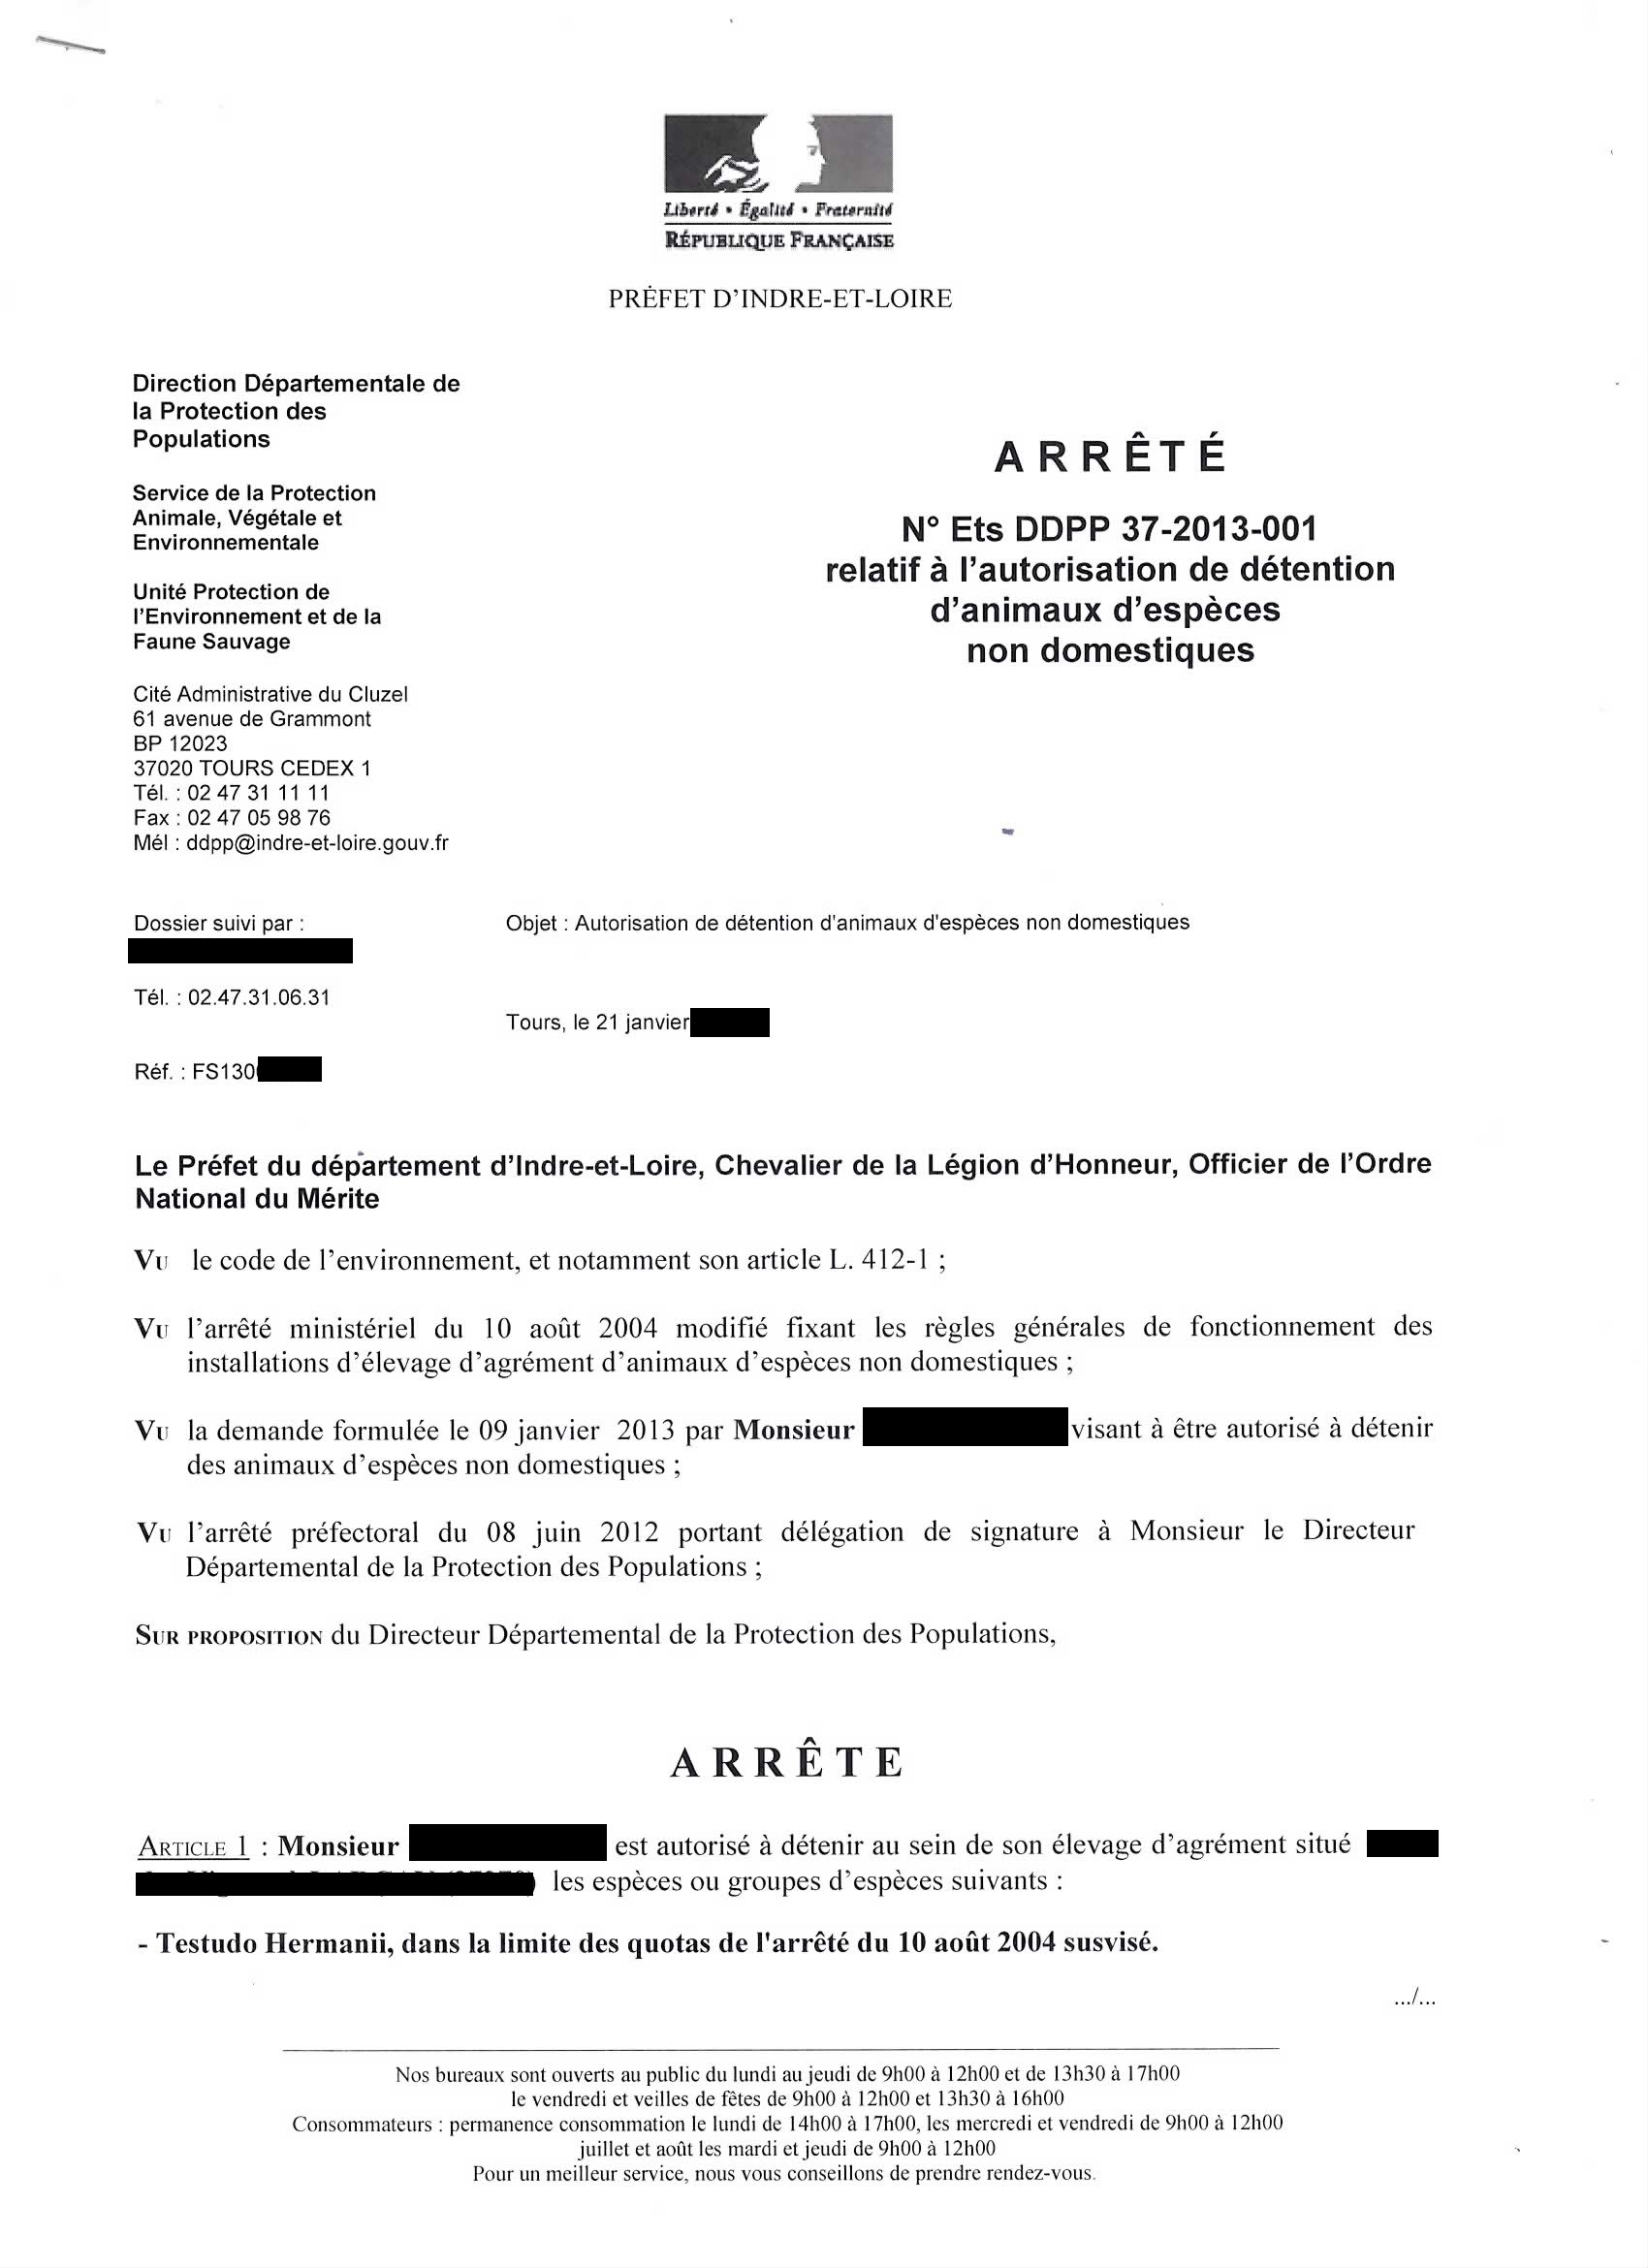 Liberté • Égalité • Fraternité
RÉPUBLIQUE FRANÇAISE
PRÉFET D'INDRE-ET-LOIRE
Direction Départementale de
la Protection des
Populations
Service de la Protection
Animale, Végétale et
Environnementale
Unité Protection de
l'Environnement et de la
Faune Sauvage
Cité Administrative du Cluzel
61 avenue de Grammont
BP 12023
37020 TOURS CEDEX 1
Tél. : 02 47 31 11 11
Fax : 02 47 05 98 76
Mél : ddpp@indre-et-loire.gouv.fr
ARRÊTÉ
N° Ets DDPP 37-2013-001
relatif à l'autorisation de détention
d'animaux d'espèces
non domestiques
Dossier suivi par :
Objet : Autorisation de détention d'animaux d'espèces non domestiques
Tél. : 02.47.31.06.31
Tours, le 21 janvier
Réf. : FS130
Le Préfet du département d'Indre-et-Loire, Chevalier de la Légion d'Honneur, Officier de l'Ordre
National du Mérite
VU le code de l'environnement, et notamment son article L. 412-1 ;
VU l'arrêté ministériel du 10 août 2004 modifié fixant les règles générales de fonctionnement des
installations d'élevage d'agrément d'animaux d'espèces non domestiques ;
VU la demande formulée le 09 janvier 2013 par Monsieur visant à être autorisé à détenir
des animaux d'espèces non domestiques ;
VU l'arrêté préfectoral du 08 juin 2012 portant délégation de signature à Monsieur le Directeur
Départemental de la Protection des Populations ;
SUR PROPOSITION du Directeur Départemental de la Protection des Populations,
ARRÊTE
ARTICLE 1 : Monsieur est autorisé à détenir au sein de son élevage d'agrément situé
les espèces ou groupes d'espèces suivants :
- Testudo Hermanii, dans la limite des quotas de l'arrêté du 10 août 2004 susvisé.
.../...
Nos bureaux sont ouverts au public du lundi au jeudi de 9h00 à 12h00 et de 13h30 à 17h00
le vendredi et veilles de fêtes de 9h00 à 12h00 et 13h30 à 16h00
Consommateurs : permanence consommation le lundi de 14h00 à 17h00, les mercredi et vendredi de 9h00 à 12h00
juillet et août les mardi et jeudi de 9h00 à 12h00
Pour un meilleur service, nous vous conseillons de prendre rendez-vous.